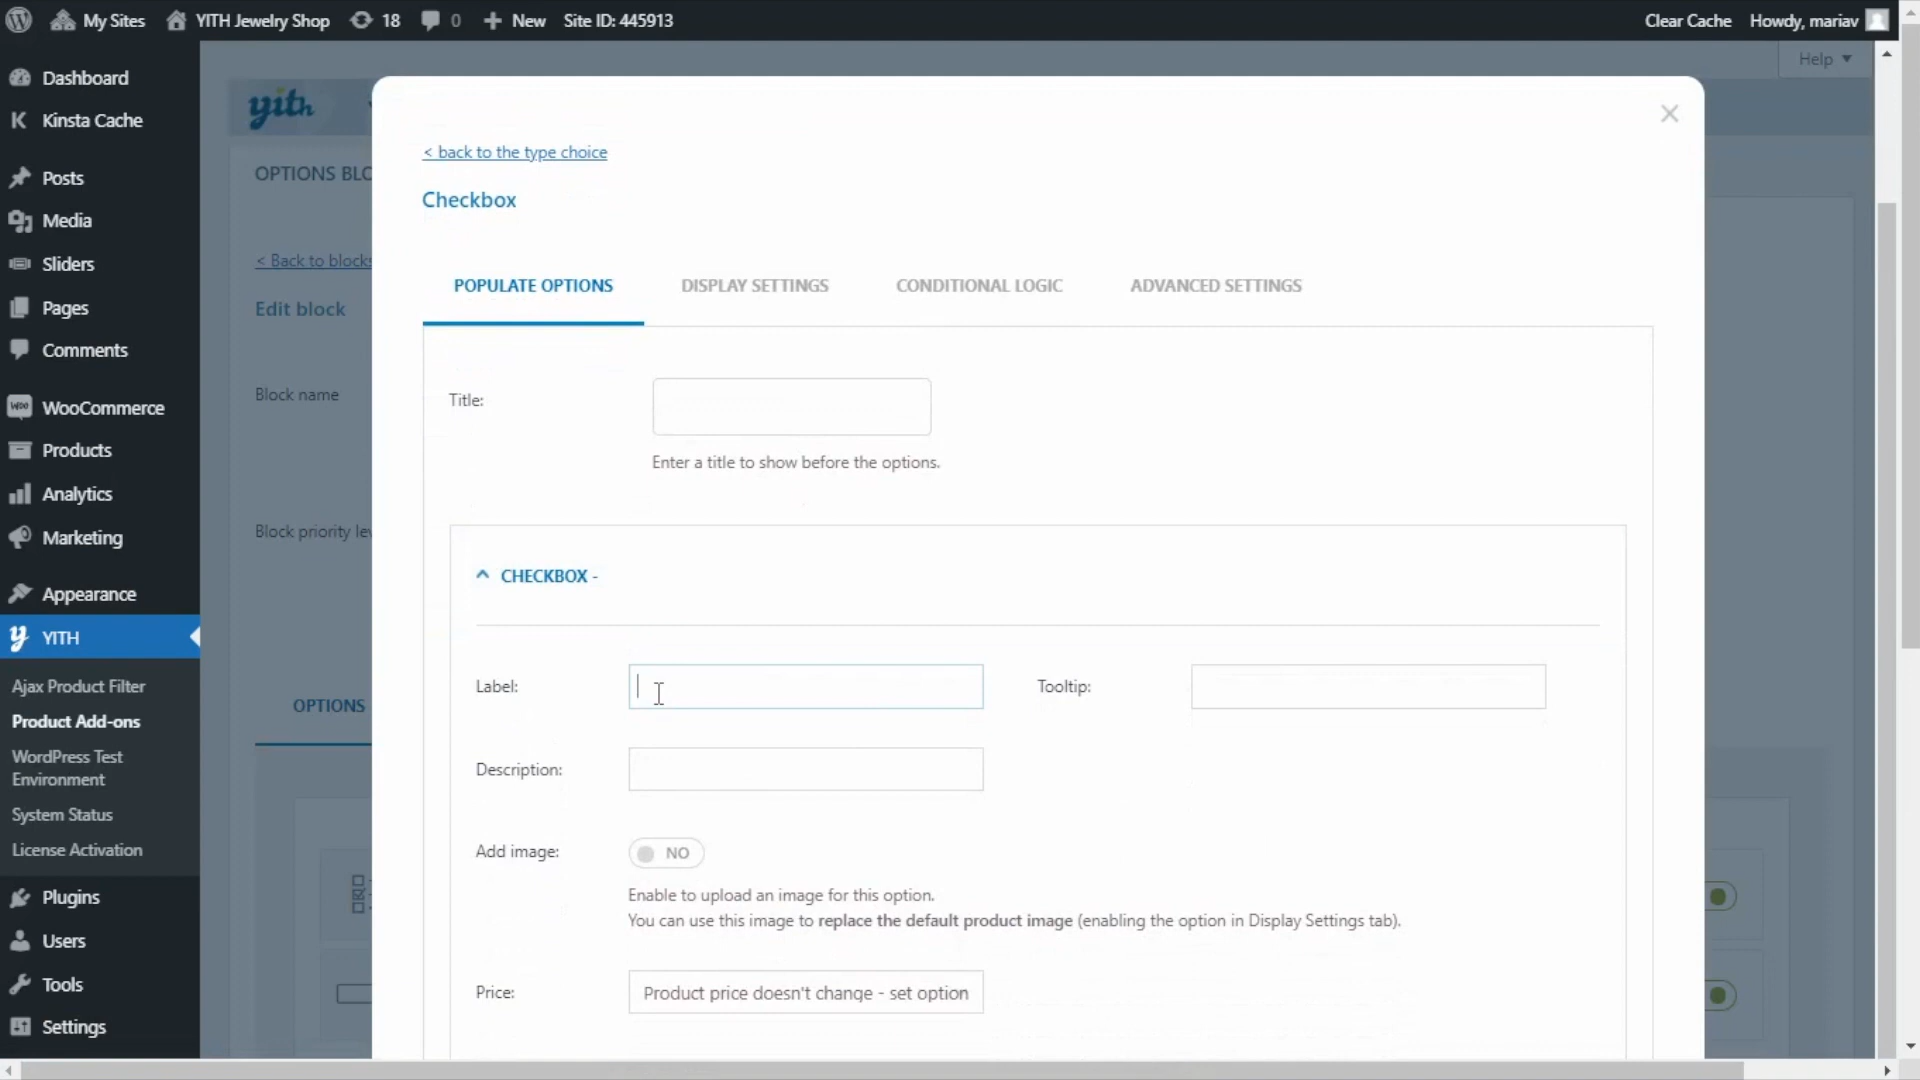 My Sites
YITH Jewelry Shop
18
0
New
Site ID: 445913
Clear Cache
Howdy, mariav
Dashboard
Kinsta Cache
Posts
Media
Sliders
Pages
Comments
WooCommerce
Products
Analytics
Marketing
Appearance
YITH
Ajax Product Filter
Product Add-ons
WordPress Test
Environment
System Status
License Activation
Plugins
Users
Tools
Settings
Help
yith
OPTIONS BLO
< Back to blocks
Edit block
Block name
Block priority lev
OPTIONS
< back to the type choice
Checkbox
POPULATE OPTIONS
DISPLAY SETTINGS
CONDITIONAL LOGIC
ADVANCED SETTINGS
Title:
Enter a title to show before the options.
CHECKBOX -
Label:
Tooltip:
Description:
Add image:
NO
Enable to upload an image for this option.
You can use this image to replace the default product image (enabling the option in Display Settings tab).
Price:
Product price doesn't change - set option